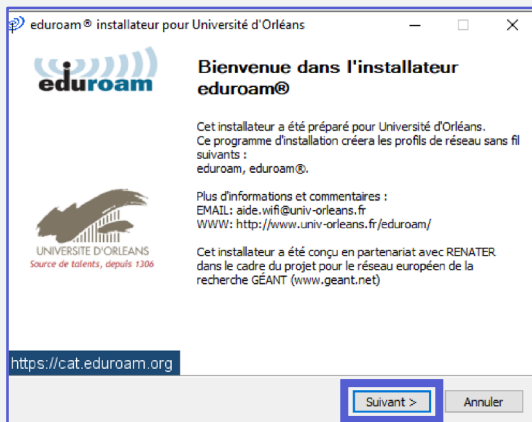 eduroam® installateur pour Université d'Orléans
eduroam
Bienvenue dans l'installateur
eduroam®
Cet installateur a été préparé pour Université d'Orléans.
Ce programme d'installation créera les profils de réseau sans fil
suivants :
eduroam, eduroam®.
Plus d'informations et commentaires :
EMAIL: aide.wifi@univ-orleans.fr
WWW: http://www.univ-orleans.fr/eduroam/
UNIVERSITE D'ORLEANS
Source de talents, depuis 1306
Cet installateur a été conçu en partenariat avec RENATER
dans le cadre du projet pour le réseau européen de la
recherche GÉANT (www.geant.net)
https://cat.eduroam.org
Suivant >
Annuler